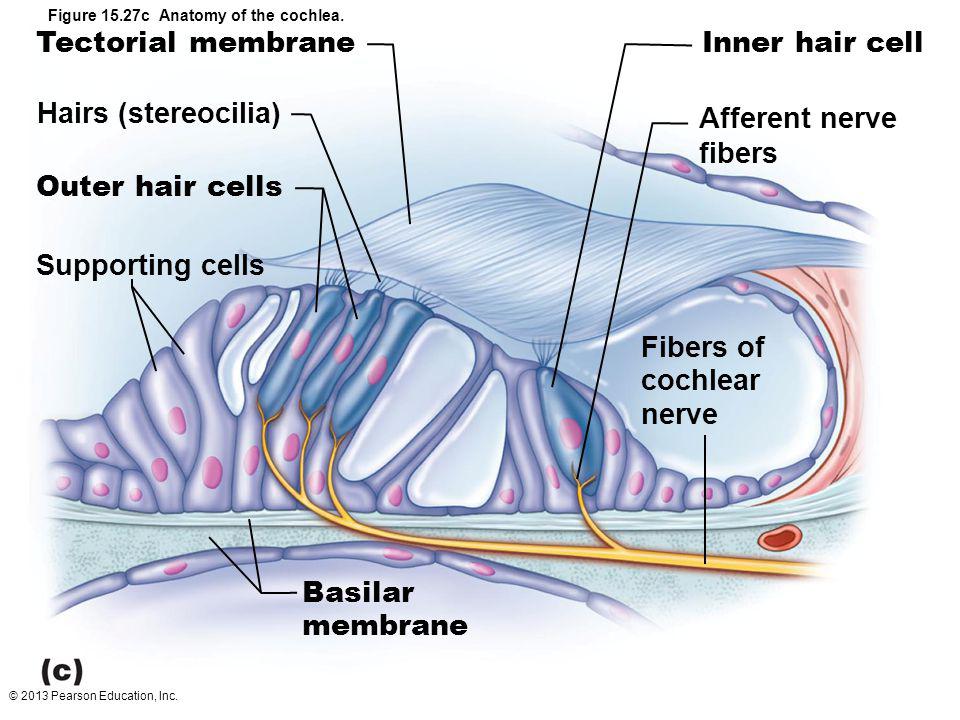 Figure 15.27c  Anatomy of the cochlea.
Tectorial membrane
Inner hair cell
Hairs (stereocilia)
Afferent nerve
fibers
Outer hair cells
Supporting cells
Fibers of
cochlear
nerve
Basilar
membrane
(c)
© 2013 Pearson Education, Inc.